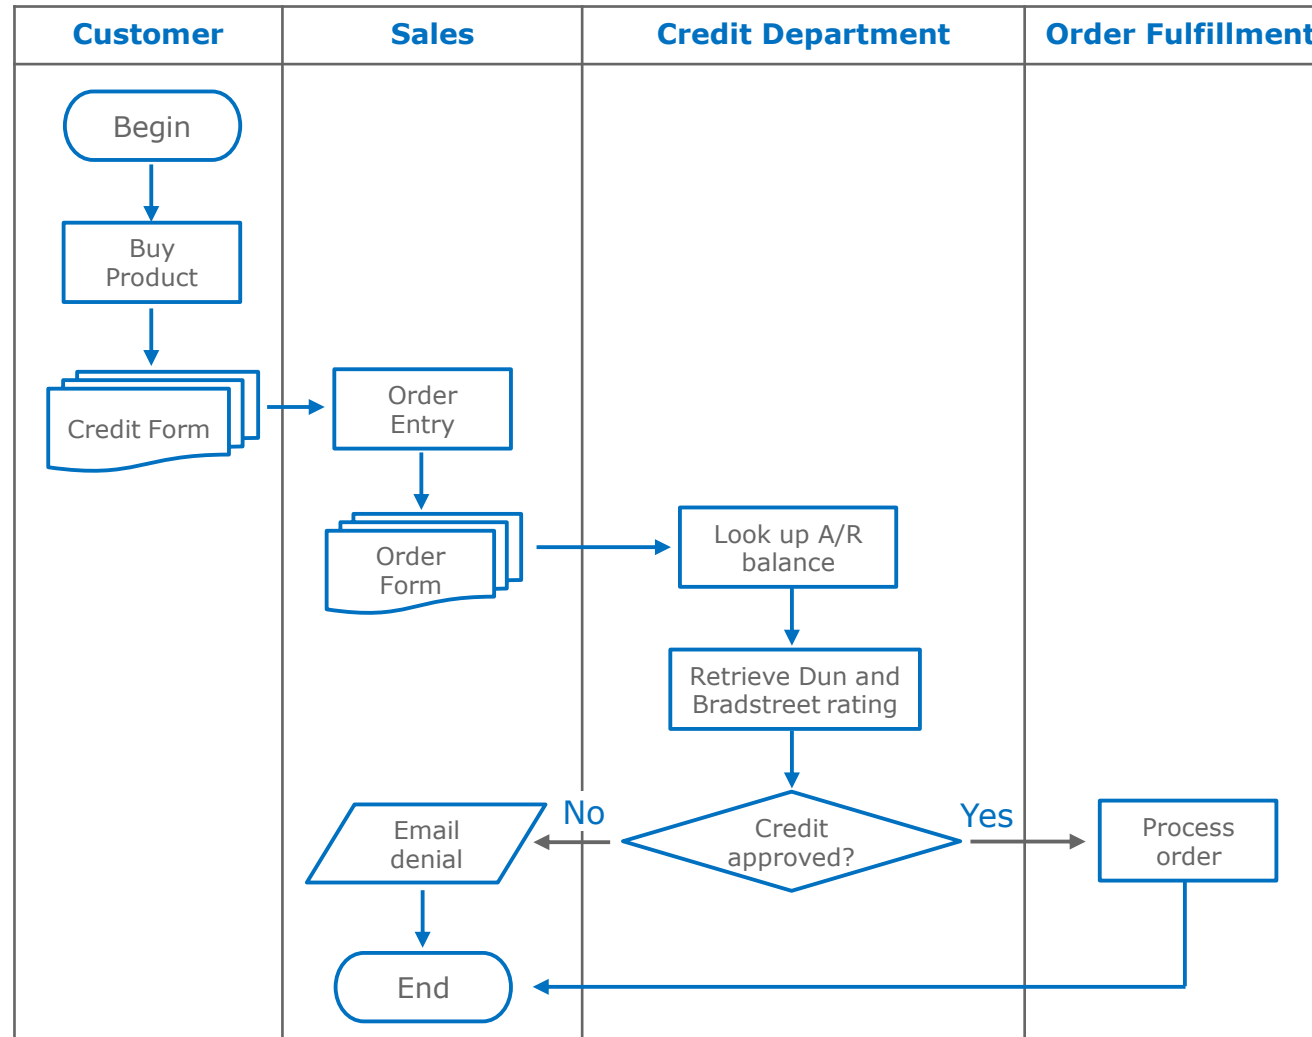 Customer
Sales
Credit Department
Order Fulfillment
Begin
Buy
Product
Credit Form
Order
Entry
Order
Form
Look up A/R
balance
Retrieve Dun and
Bradstreet rating
Credit
approved?
No
Yes
Email
denial
Process
order
End